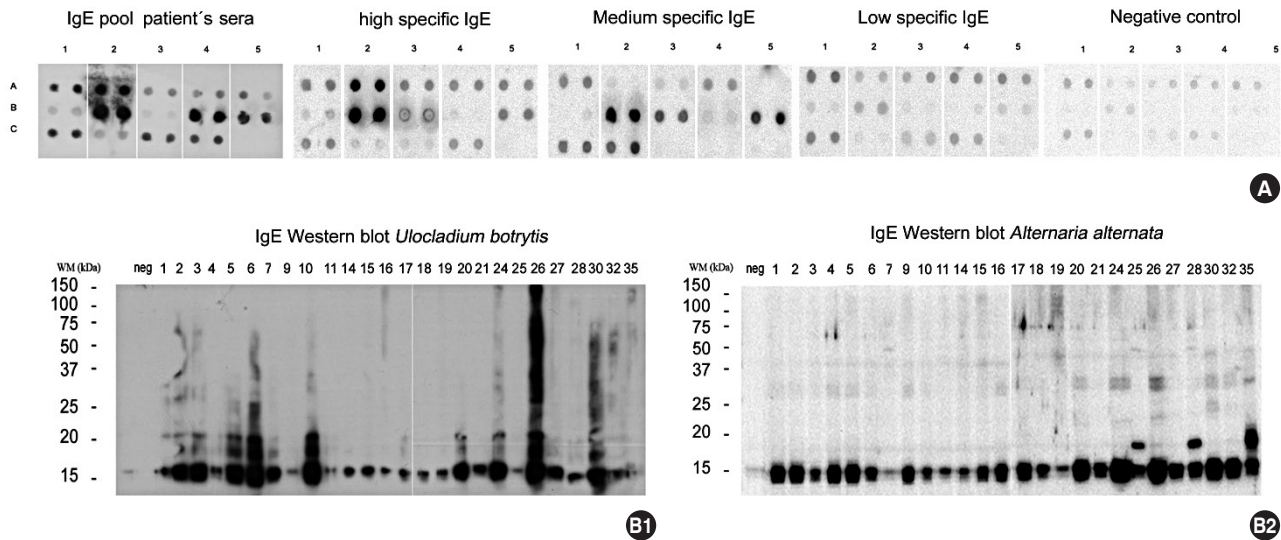 IgE pool patient´s sera
high specific IgE
Medium specific IgE
Low specific IgE
Negative control
1 2 3 4 5
1 2 3 4 5
1 2 3 4 5
1 2 3 4 5
1 2 3 4 5
A
B
C
A
IgE Western blot Ulocladium botrytis
WM (kDa) neg 1 2 3 4 5 6 7 9 10 11 14 15 16 17 18 19 20 21 24 25 26 27 28 30 32 35
150 -
100 -
75 -
50 -
37 -
25 -
20 -
15 -
B1
IgE Western blot Alternaria alternata
WM (kDa) neg 1 2 3 4 5 6 7 9 10 11 14 15 16 17 18 19 20 21 24 25 26 28 30 32 35
150 -
100 -
75 -
50 -
37 -
25 -
20 -
15 -
B2